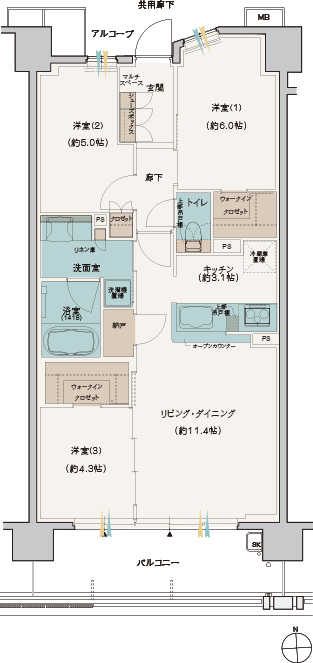 共用廊下
MB
アルコーブ
マルチ
スペース
玄関
シューズボックス
洋室(1)
(約6.0帖)
洋室(2)
(約5.0帖)
廊下
トイレ
上部
吊戸棚
ウォークイン
クロゼット
PS
クロゼット
リネン庫
洗面室
PS
冷蔵庫
置場
キッチン
(約3.1帖)
洗濯機
置場
浴室
(1418)
納戸
上部
吊戸棚
オープンカウンター
PS
ウォークイン
クロゼット
リビング・ダイニング
(約11.4帖)
洋室(3)
(約4.3帖)
SK
バルコニー
N